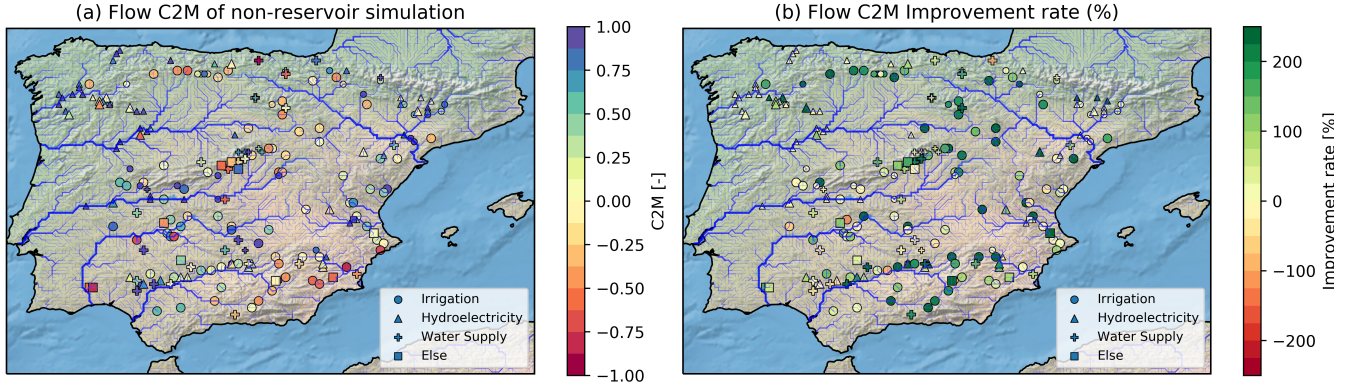 (a) Flow C2M of non-reservoir simulation
1.00
0.75
0.50
0.25
0.00
−0.25
−0.50
−0.75
−1.00
C2M [-]
Irrigation
Hydroelectricity
Water Supply
Else
(b) Flow C2M Improvement rate (%)
200
100
0
−100
−200
Improvement rate [%]
Irrigation
Hydroelectricity
Water Supply
Else